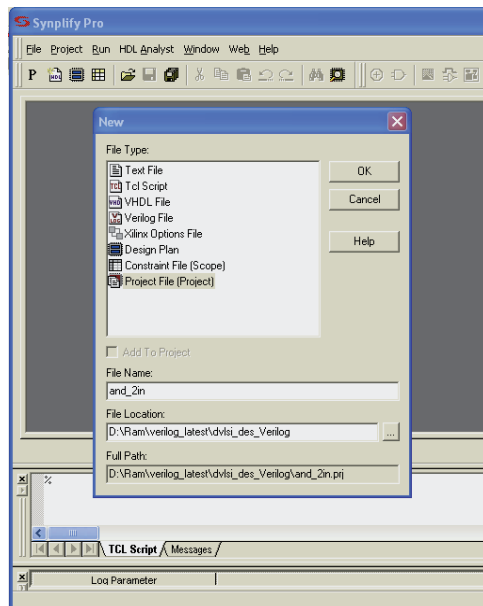 Synplify Pro
File Project Run HDL Analyst Window Web Help
P
New
File Type:
Text File
Tcl Script
VHDL File
Verilog File
Xilinx Options File
Design Plan
Constraint File (Scope)
Project File (Project)
OK
Cancel
Help
Add To Project
File Name:
and_2in
File Location:
D:\Ram\verilog_latest\dvlsi_des_Verilog
...
Full Path:
D:\Ram\verilog_latest\dvlsi_des_Verilog\and_2in.prj
%
TCL Script Messages
Log Parameter